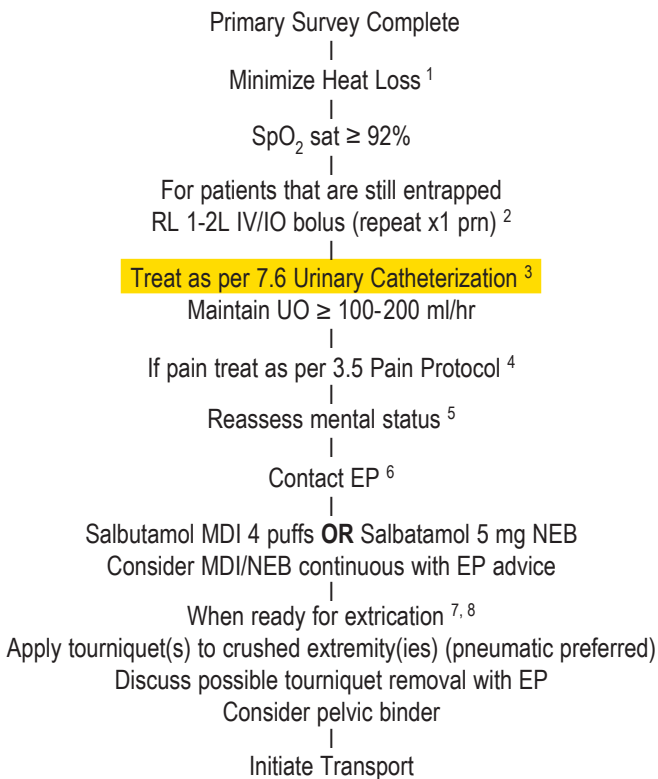 Primary Survey Complete
Minimize Heat Loss 1
SpO2 sat ≥ 92%
For patients that are still entrapped
RL 1-2L IV/IO bolus (repeat x1 prn) 2
Treat as per 7.6 Urinary Catheterization 3
Maintain UO ≥ 100-200 ml/hr
If pain treat as per 3.5 Pain Protocol 4
Reassess mental status 5
Contact EP 6
Salbutamol MDI 4 puffs OR Salbatamol 5 mg NEB
Consider MDI/NEB continuous with EP advice
When ready for extrication 7, 8
Apply tourniquet(s) to crushed extremity(ies) (pneumatic preferred)
Discuss possible tourniquet removal with EP
Consider pelvic binder
Initiate Transport